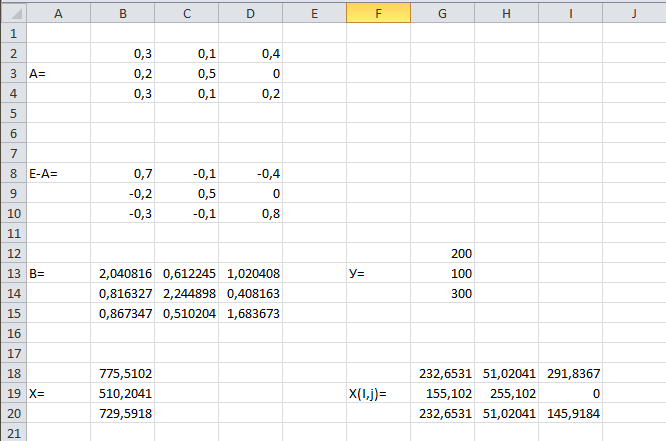 A B C D E F G H I J
1
2 0,3 0,1 0,4
3 A= 0,2 0,5 0
4 0,3 0,1 0,2
5
6
7
8 E-A= 0,7 -0,1 -0,4
9 -0,2 0,5 0
10 -0,3 -0,1 0,8
11
12 200
13 B= 2,040816 0,612245 1,020408 У= 100
14 0,816327 2,244898 0,408163 300
15 0,867347 0,510204 1,683673
16
17
18 775,5102 232,6531 51,02041 291,8367
19 X= 510,2041 X(I,j)= 155,102 255,102 0
20 729,5918 232,6531 51,02041 145,9184
21